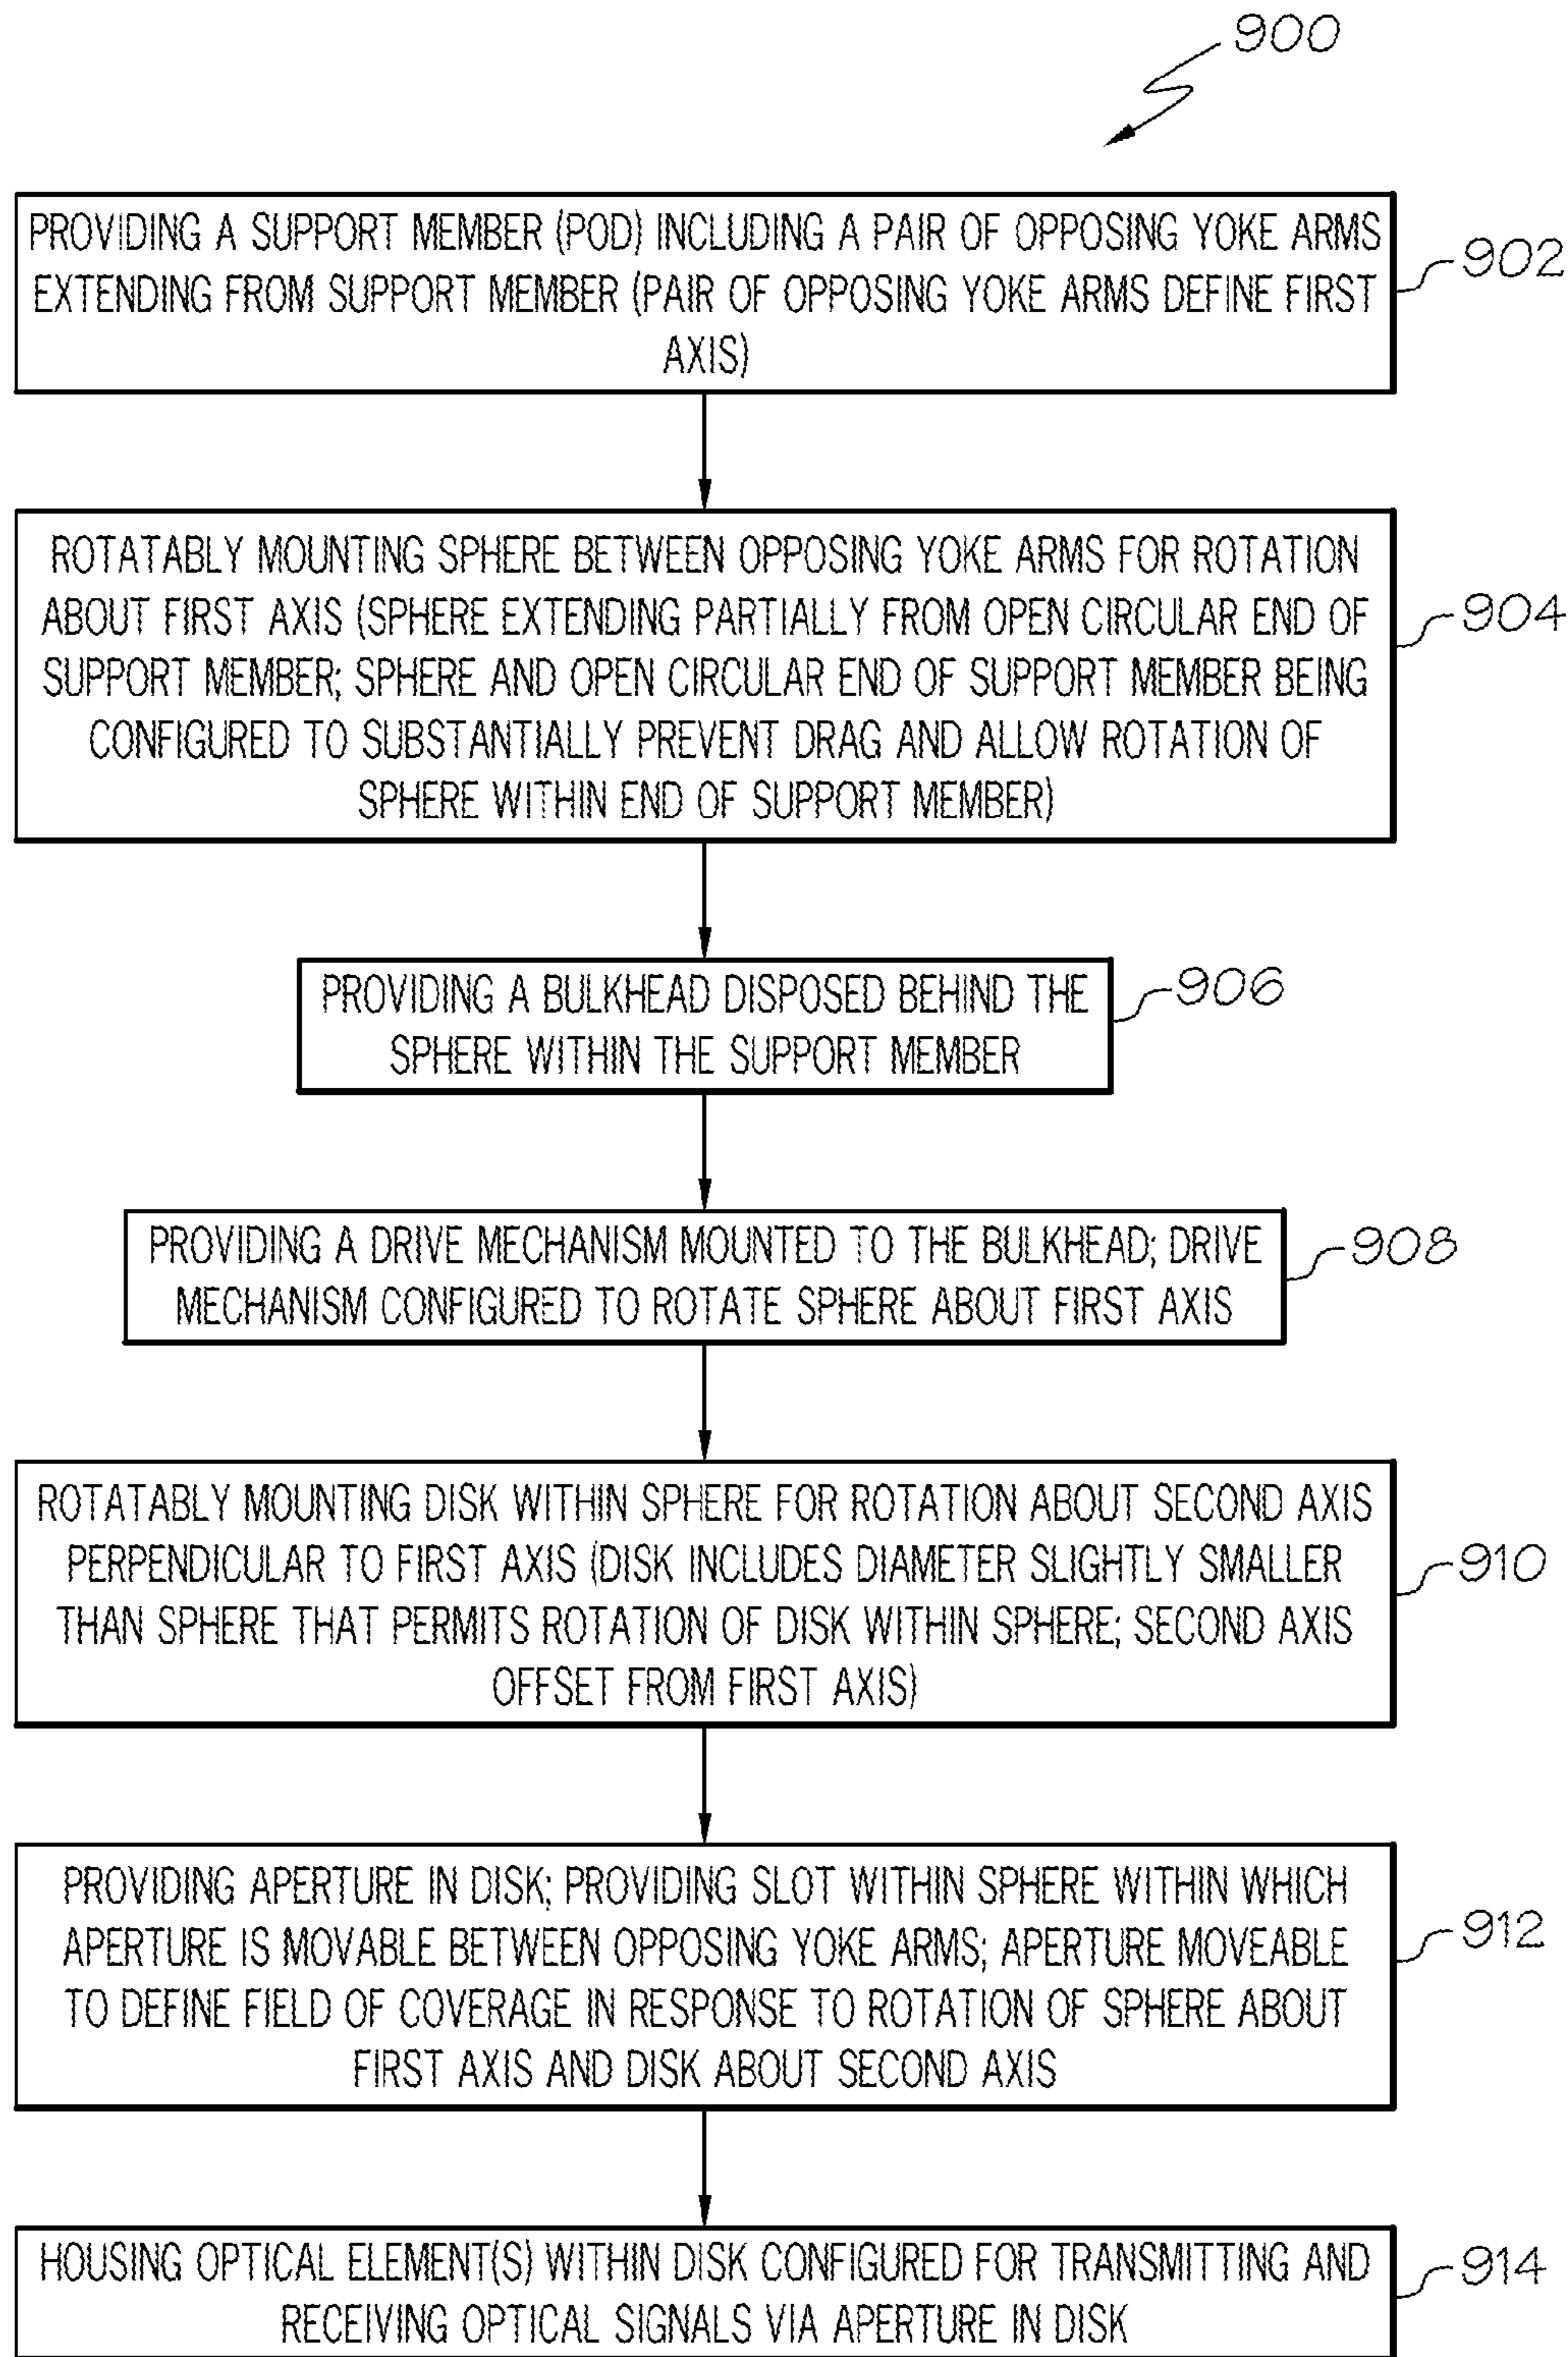 900
PROVIDING A SUPPORT MEMBER (POD) INCLUDING A PAIR OF OPPOSING YOKE ARMS
EXTENDING FROM SUPPORT MEMBER (PAIR OF OPPOSING YOKE ARMS DEFINE FIRST
AXIS)
902
ROTATABLY MOUNTING SPHERE BETWEEN OPPOSING YOKE ARMS FOR ROTATION
ABOUT FIRST AXIS (SPHERE EXTENDING PARTIALLY FROM OPEN CIRCULAR END OF
SUPPORT MEMBER; SPHERE AND OPEN CIRCULAR END OF SUPPORT MEMBER BEING
CONFIGURED TO SUBSTANTIALLY PREVENT DRAG AND ALLOW ROTATION OF
SPHERE WITHIN END OF SUPPORT MEMBER)
904
PROVIDING A BULKHEAD DISPOSED BEHIND THE
SPHERE WITHIN THE SUPPORT MEMBER
906
PROVIDING A DRIVE MECHANISM MOUNTED TO THE BULKHEAD; DRIVE
MECHANISM CONFIGURED TO ROTATE SPHERE ABOUT FIRST AXIS
908
ROTATABLY MOUNTING DISK WITHIN SPHERE FOR ROTATION ABOUT SECOND AXIS
PERPENDICULAR TO FIRST AXIS (DISK INCLUDES DIAMETER SLIGHTLY SMALLER
THAN SPHERE THAT PERMITS ROTATION OF DISK WITHIN SPHERE; SECOND AXIS
OFFSET FROM FIRST AXIS)
910
PROVIDING APERTURE IN DISK; PROVIDING SLOT WITHIN SPHERE WITHIN WHICH
APERTURE IS MOVABLE BETWEEN OPPOSING YOKE ARMS; APERTURE MOVEABLE
TO DEFINE FIELD OF COVERAGE IN RESPONSE TO ROTATION OF SPHERE ABOUT
FIRST AXIS AND DISK ABOUT SECOND AXIS
912
HOUSING OPTICAL ELEMENT(S) WITHIN DISK CONFIGURED FOR TRANSMITTING AND
RECEIVING OPTICAL SIGNALS VIA APERTURE IN DISK
914